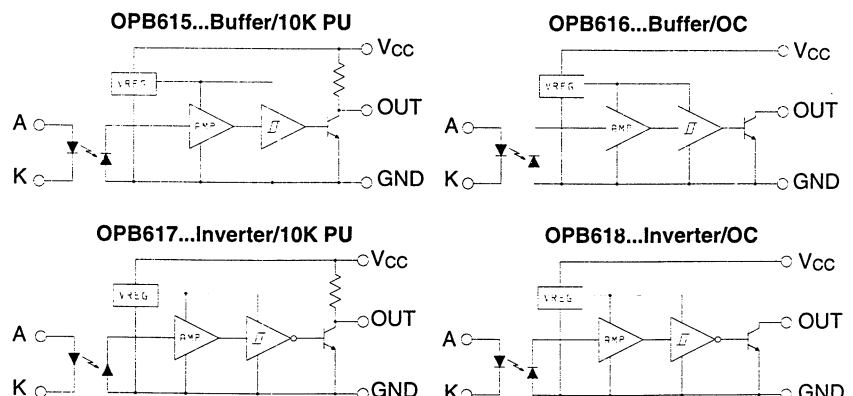 OPB615...Buffer/10K PU
VCC
VREG
OUT
A
AMP
K
GND
OPB616...Buffer/OC
VCC
VREG
OUT
A
AMP
K
GND
OPB617...Inverter/10K PU
VCC
VREG
OUT
A
AMP
K
GND
OPB618...Inverter/OC
VCC
VREG
OUT
A
AMP
K
GND